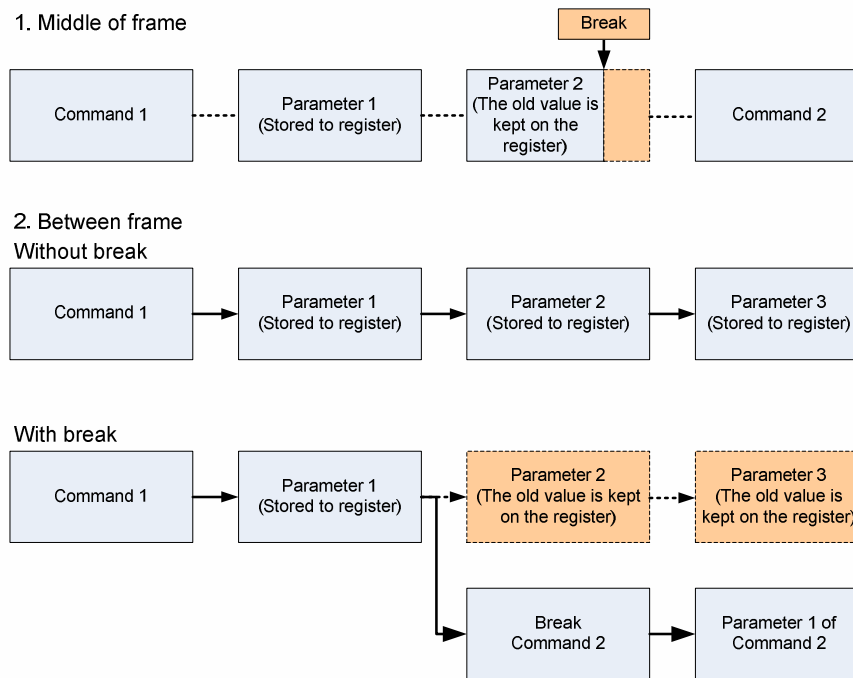 1. Middle of frame
Break
Command 1
Parameter 1
(Stored to register)
Parameter 2
(The old value is
kept on the
register)
Command 2
2. Between frame
Without break
Command 1
Parameter 1
(Stored to register)
Parameter 2
(Stored to register)
Parameter 3
(Stored to register)
With break
Command 1
Parameter 1
(Stored to register)
Parameter 2
(The old value is kept
on the register)
Parameter 3
(The old value is
kept on the register)
Break
Command 2
Parameter 1 of
Command 2